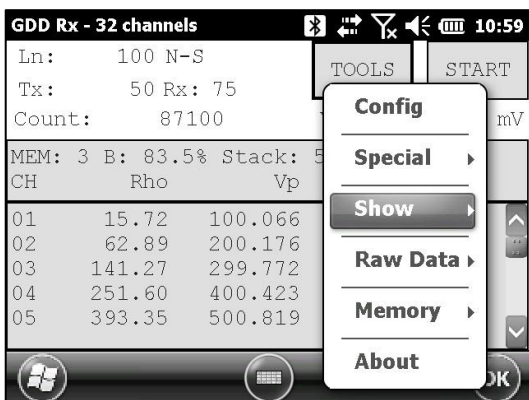 GDD Rx - 32 channels 10:59
Ln: 100 N-S
TOOLS START
Tx: 50 Rx: 75
Count: 87100 mV
MEM: 3 B: 83.5% Stack: 5
CH Rho Vp
01 15.72 100.066
02 62.89 200.176
03 141.27 299.772
04 251.60 400.423
05 393.35 500.819
Config
Special
Show
Raw Data
Memory
About